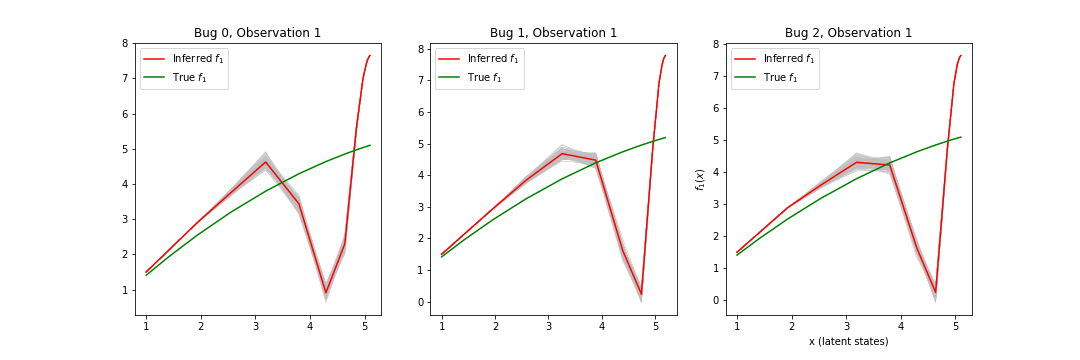 Bug 0, Observation 1
Inferred f₁
True f₁
8
7
6
5
4
3
2
1
1 2 3 4 5
Bug 1, Observation 1
Inferred f₁
True f₁
8
7
6
5
4
3
2
1
0
1 2 3 4 5
Bug 2, Observation 1
Inferred f₁
True f₁
f₁(x)
8
7
6
5
4
3
2
1
0
1 2 3 4 5
x (latent states)